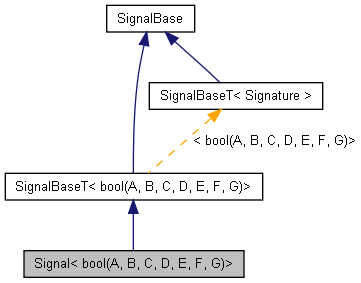 SignalBase
SignalBaseT< Signature >
< bool(A, B, C, D, E, F, G)>
SignalBaseT< bool(A, B, C, D, E, F, G)>
Signal< bool(A, B, C, D, E, F, G)>